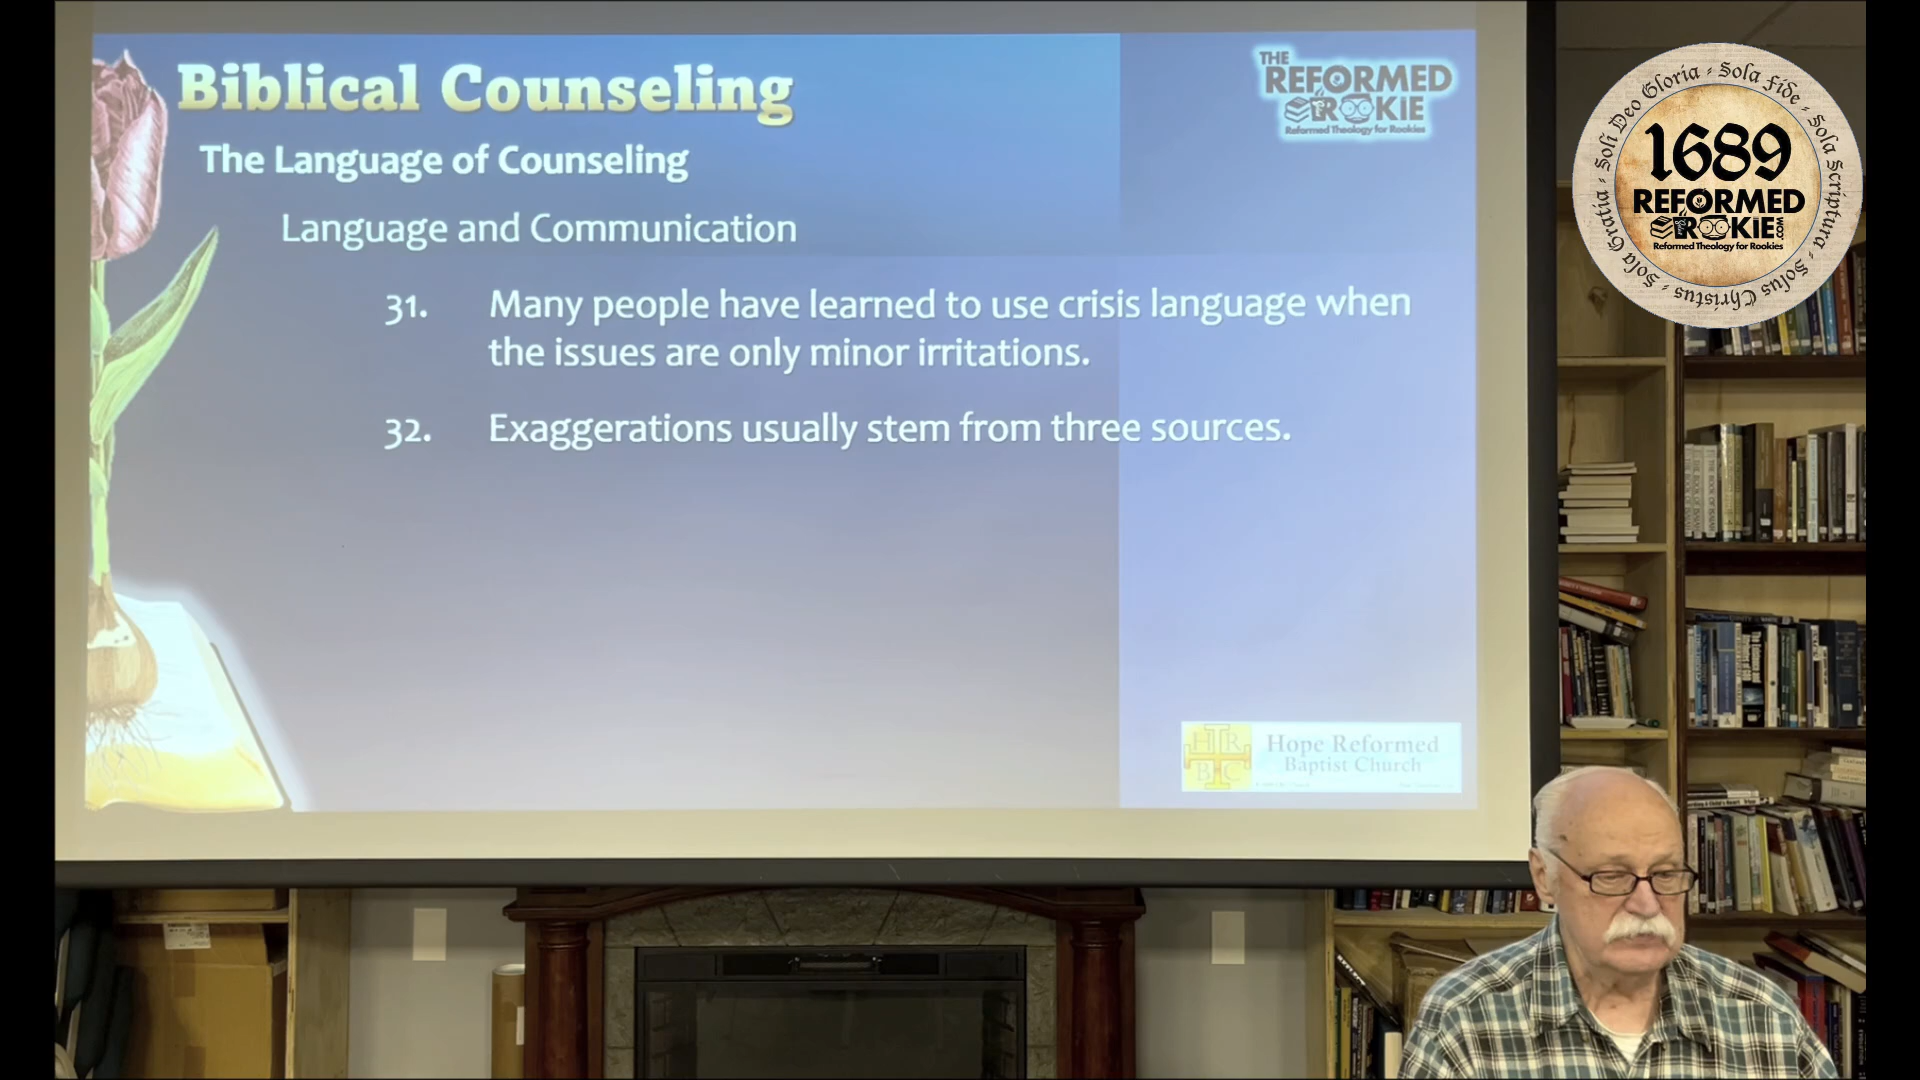 Biblical Counseling
The Language of Counseling
Language and Communication
31. Many people have learned to use crisis language when
the issues are only minor irritations.
32. Exaggerations usually stem from three sources.
THE
REFORMED
ROOKIE
Reformed Theology for Rookies
HRBC
Hope Reformed
Baptist Church
Soli Deo Gloria - Sola Fide - Sola Scriptura - Solus Christus - Sola Gratia -
1689
REFORMED
ROOKIE.COM
Reformed Theology for Rookies